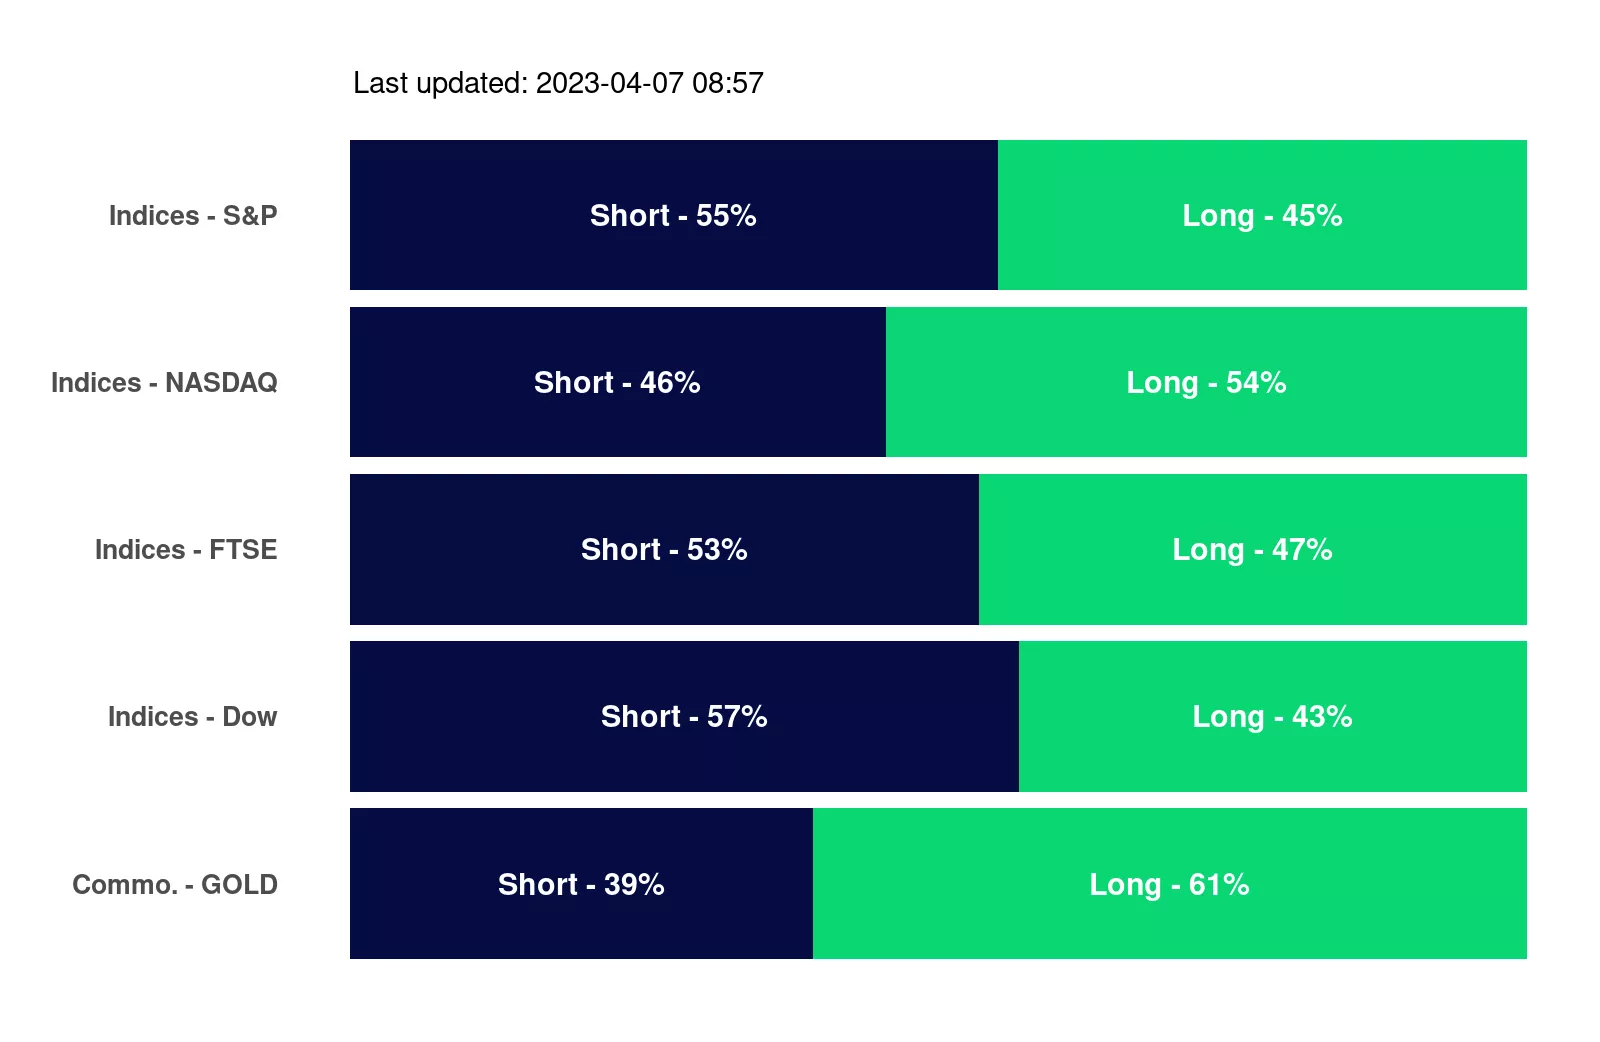 Last updated: 2023-04-07 08:57
Indices - S&P Short - 55% Long - 45%
Indices - NASDAQ Short - 46% Long - 54%
Indices - FTSE Short - 53% Long - 47%
Indices - Dow Short - 57% Long - 43%
Commo. - GOLD Short - 39% Long - 61%